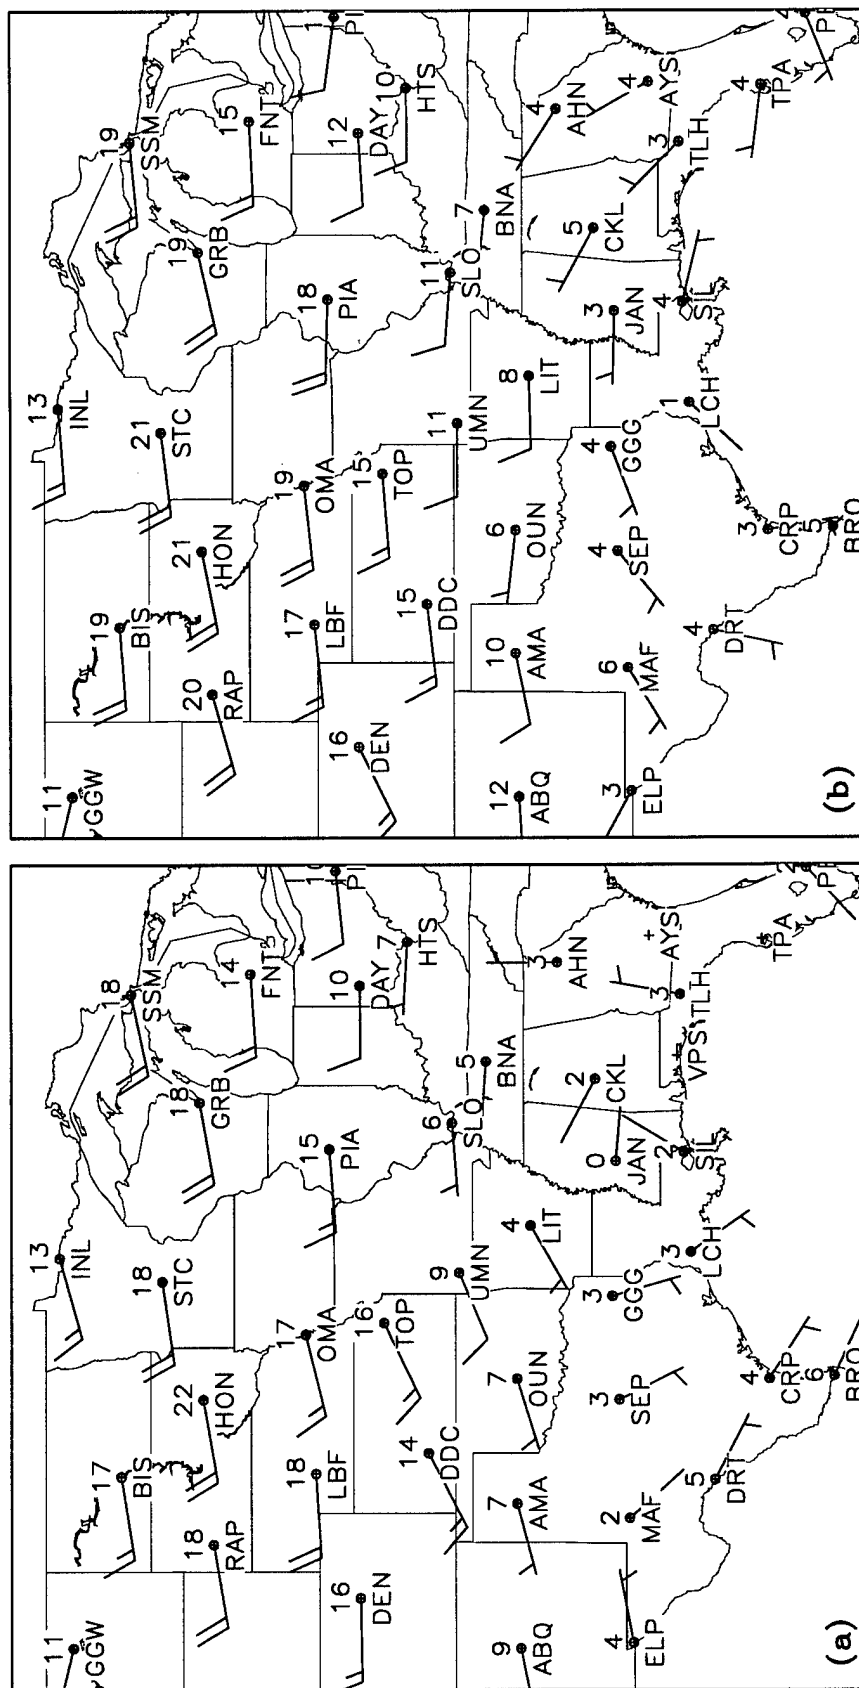 (a)
11
GGW
17
BIS
13
INL
18
SSM
18
RAP
22
HON
18
STC
18
GRB
14
FNT
18
LBF
17
OMA
15
PIA
16
DEN
14
DDC
16
TOP
10
DAY
7
HTS
9
UMN
6
SLO
5
BNA
9
ABQ
7
AMA
7
OUN
4
LIT
3
AHN
4
ELP
2
MAF
3
SEP
3
GGG
0
JAN
2
CKL
AYS
5
DRT
3
LCH
2
SIL
VPS
3
TLH
4
CRP
TPA
6
BRO
2
(b)
11
GGW
19
BIS
13
INL
19
SSM
20
RAP
21
HON
21
STC
19
GRB
15
FNT
17
LBF
19
OMA
18
PIA
1
PI
16
DEN
15
DDC
15
TOP
12
DAY
10
HTS
11
UMN
11
SLO
7
BNA
12
ABQ
10
AMA
6
OUN
8
LIT
4
AHN
3
ELP
6
MAF
4
SEP
4
GGG
3
JAN
5
CKL
4
AYS
4
DRT
1
LCH
4
SIL
3
TLH
3
CRP
4
TPA
5
BRO
4